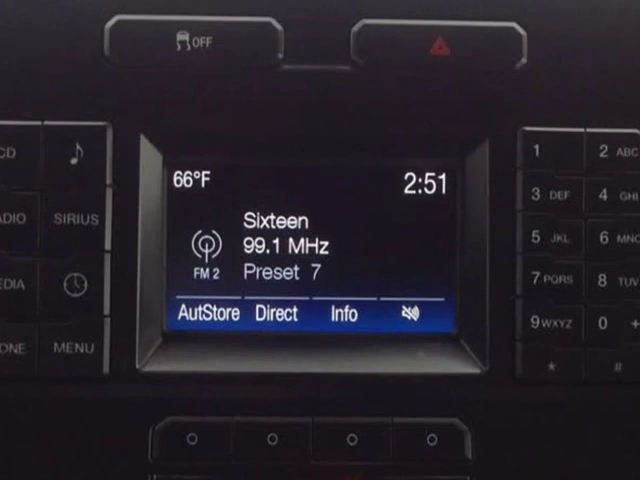 OFF
CD
ADIO
SIRIUS
EDIA
ONE
MENU
66°F
2:51
Sixteen
99.1 MHz
FM 2
Preset 7
AutStore Direct Info
1
2 ABC
3 DEF
4 GHI
5 JKL
6 MNO
7 PQRS
8 TUV
9 WXYZ
0 +
*
#